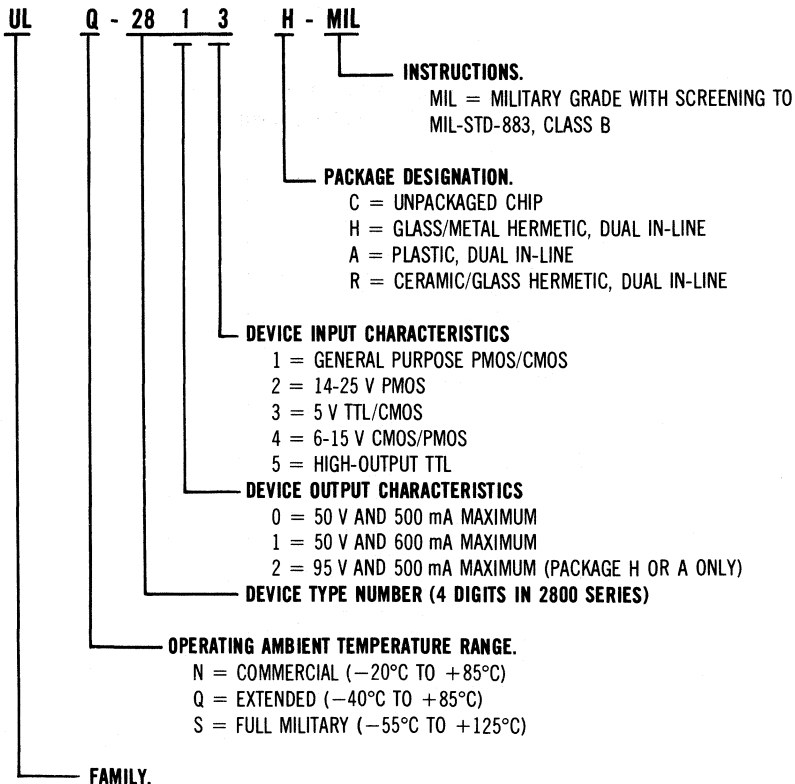 UL Q - 28 1 3 H - MIL
INSTRUCTIONS.
MIL = MILITARY GRADE WITH SCREENING TO
MIL-STD-883, CLASS B
PACKAGE DESIGNATION.
C = UNPACKAGED CHIP
H = GLASS/METAL HERMETIC, DUAL IN-LINE
A = PLASTIC, DUAL IN-LINE
R = CERAMIC/GLASS HERMETIC, DUAL IN-LINE
DEVICE INPUT CHARACTERISTICS
1 = GENERAL PURPOSE PMOS/CMOS
2 = 14-25 V PMOS
3 = 5 V TTL/CMOS
4 = 6-15 V CMOS/PMOS
5 = HIGH-OUTPUT TTL
DEVICE OUTPUT CHARACTERISTICS
0 = 50 V AND 500 mA MAXIMUM
1 = 50 V AND 600 mA MAXIMUM
2 = 95 V AND 500 mA MAXIMUM (PACKAGE H OR A ONLY)
DEVICE TYPE NUMBER (4 DIGITS IN 2800 SERIES)
OPERATING AMBIENT TEMPERATURE RANGE.
N = COMMERCIAL (−20°C TO +85°C)
Q = EXTENDED (−40°C TO +85°C)
S = FULL MILITARY (−55°C TO +125°C)
FAMILY.